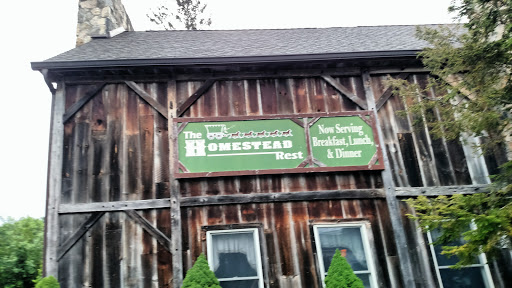 The
HOMESTEAD
Rest
Now Serving
Breakfast, Lunch,
& Dinner